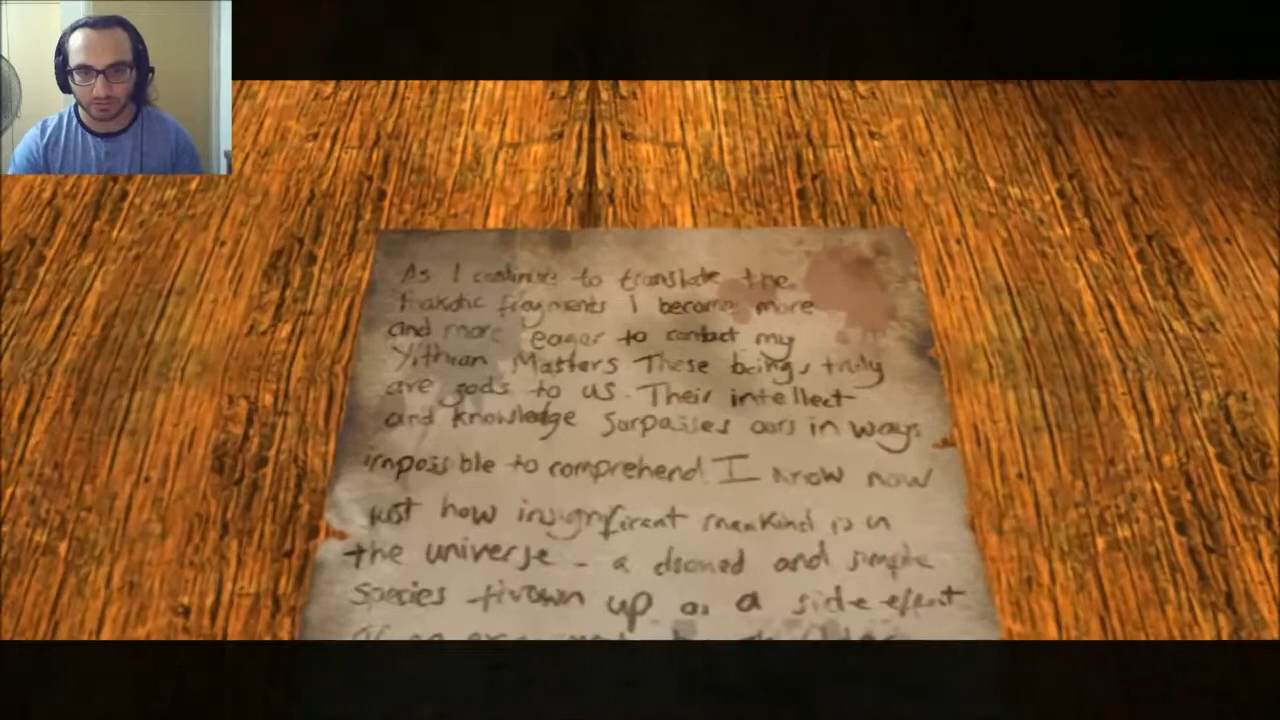 As I continue to translate the
fragments I become more
and more eager to contact my
Yithian Masters These beings truly
are gods to us. Their intellect
and knowledge surpasses ours in ways
impossible to comprehend I know now
just how insignificant mankind is in
the universe - a doomed and simple
species thrown up as a side effect